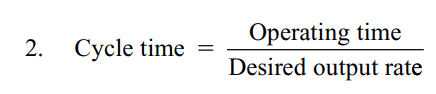 2. Cycle time = Operating time / Desired output rate